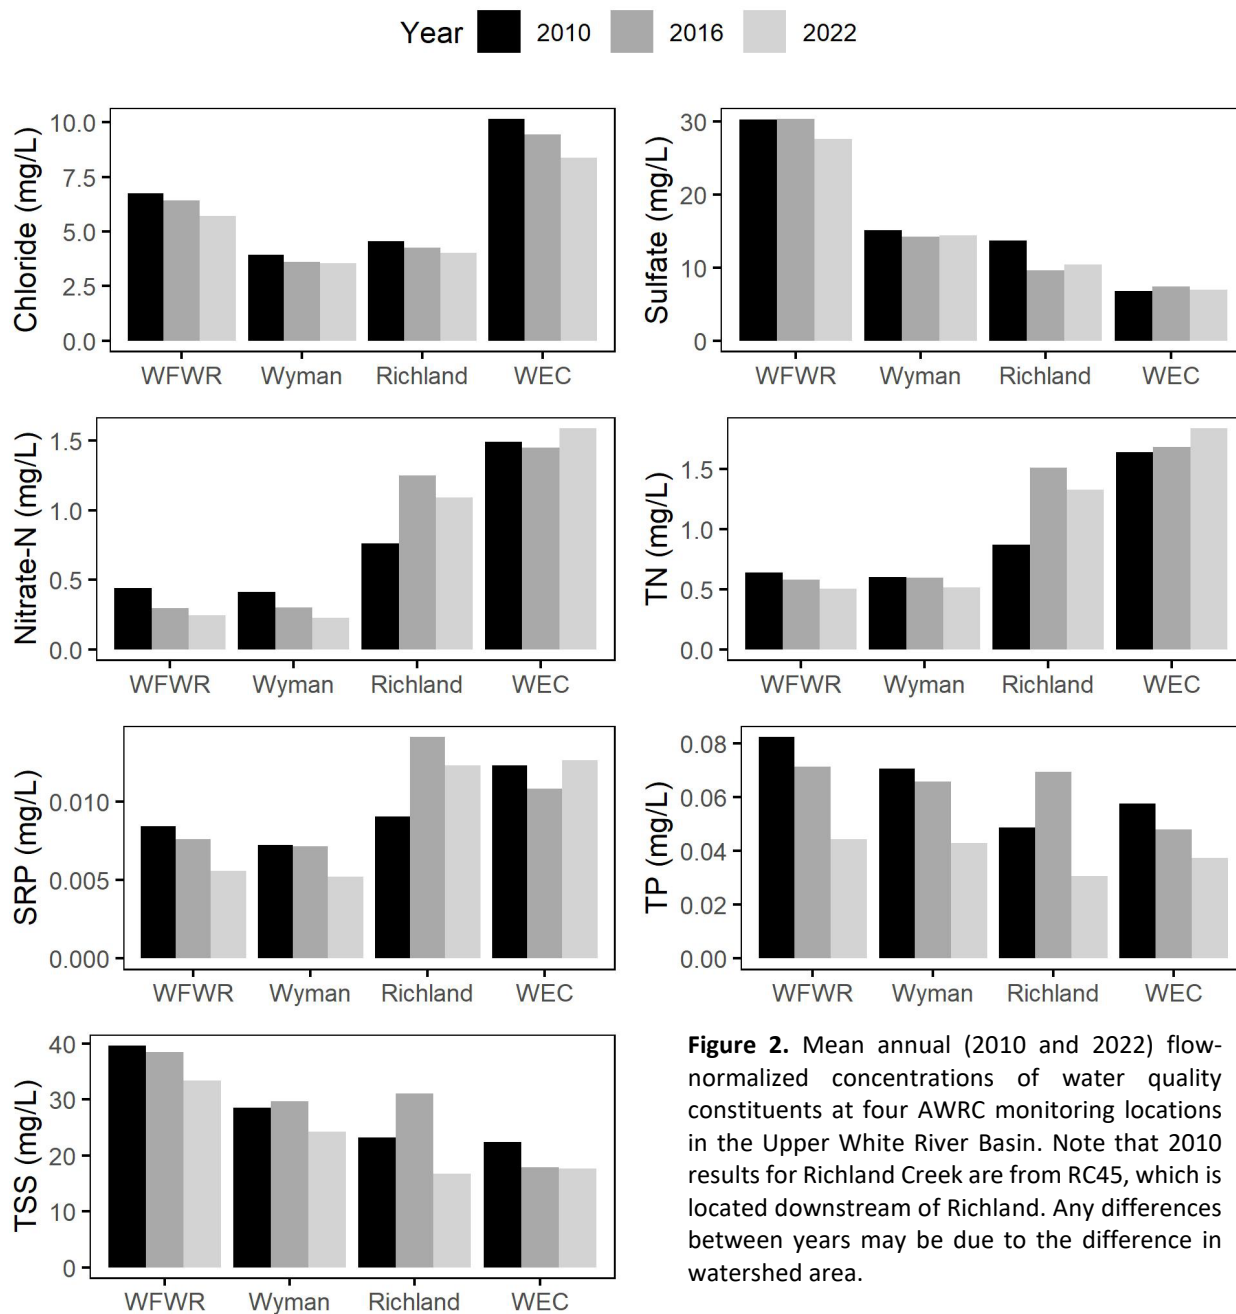 Year 2010 2016 2022
Chloride (mg/L)
10.0
7.5
5.0
2.5
0.0
WFWR Wyman Richland WEC
Sulfate (mg/L)
30
20
10
0
WFWR Wyman Richland WEC
Nitrate-N (mg/L)
1.5
1.0
0.5
0.0
WFWR Wyman Richland WEC
TN (mg/L)
1.5
1.0
0.5
0.0
WFWR Wyman Richland WEC
SRP (mg/L)
0.010
0.005
0.000
WFWR Wyman Richland WEC
TP (mg/L)
0.08
0.06
0.04
0.02
0.00
WFWR Wyman Richland WEC
TSS (mg/L)
40
30
20
10
0
WFWR Wyman Richland WEC
Figure 2. Mean annual (2010 and 2022) flow-
normalized concentrations of water quality
constituents at four AWRC monitoring locations
in the Upper White River Basin. Note that 2010
results for Richland Creek are from RC45, which is
located downstream of Richland. Any differences
between years may be due to the difference in
watershed area.